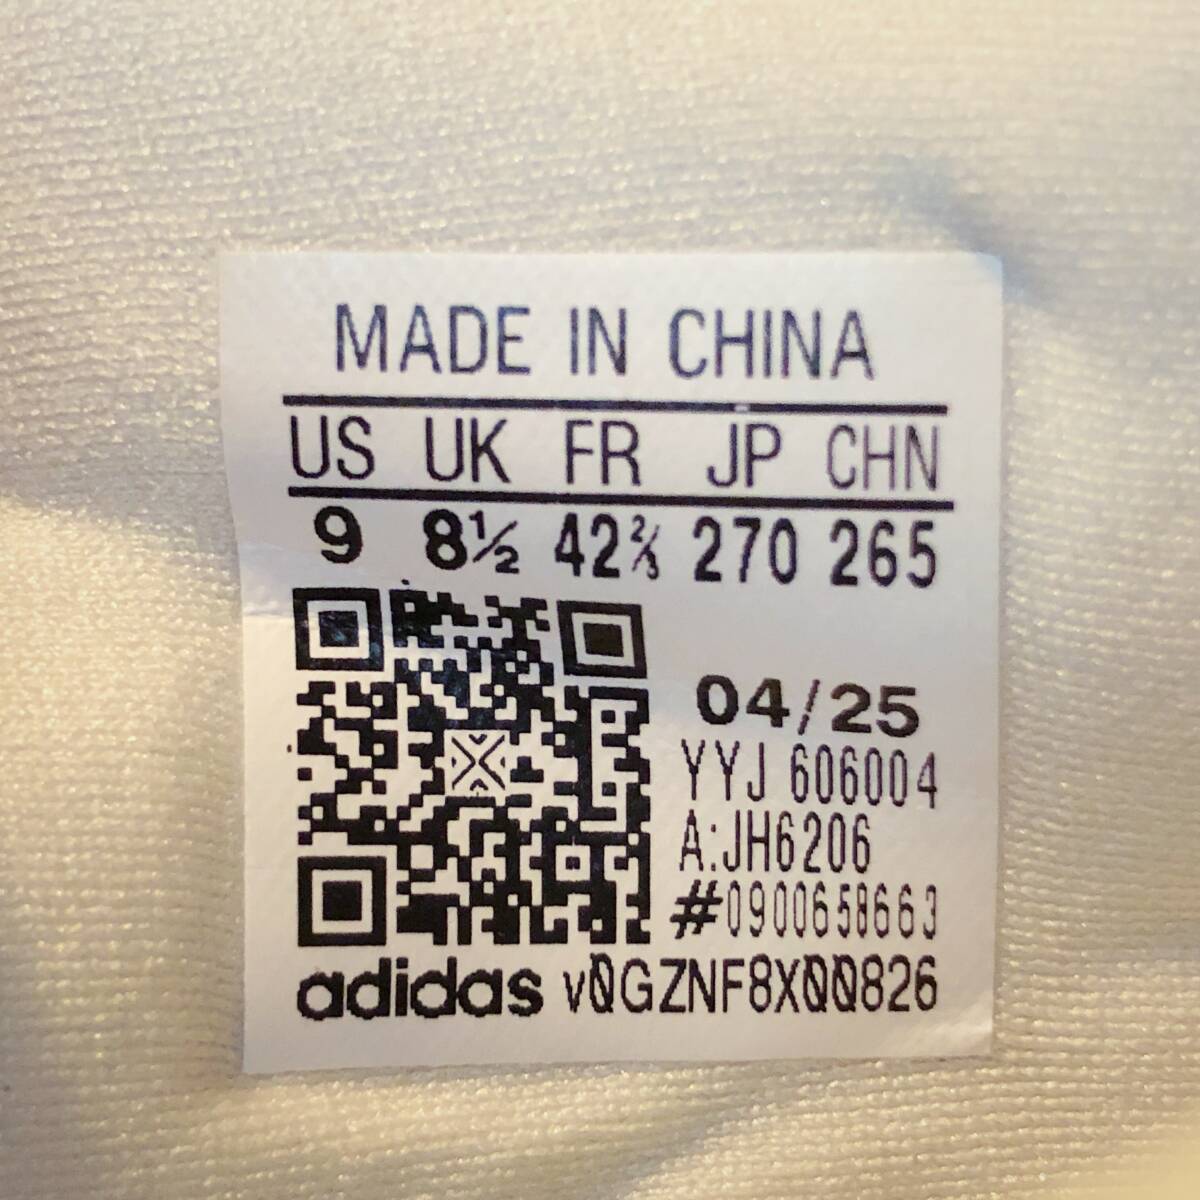 MADE IN CHINA
US UK FR JP CHN
9 8½ 42⅔ 270 265
04/25
YYJ 606004
A:JH6206
#0900658663
adidas v0GZNF8X00826